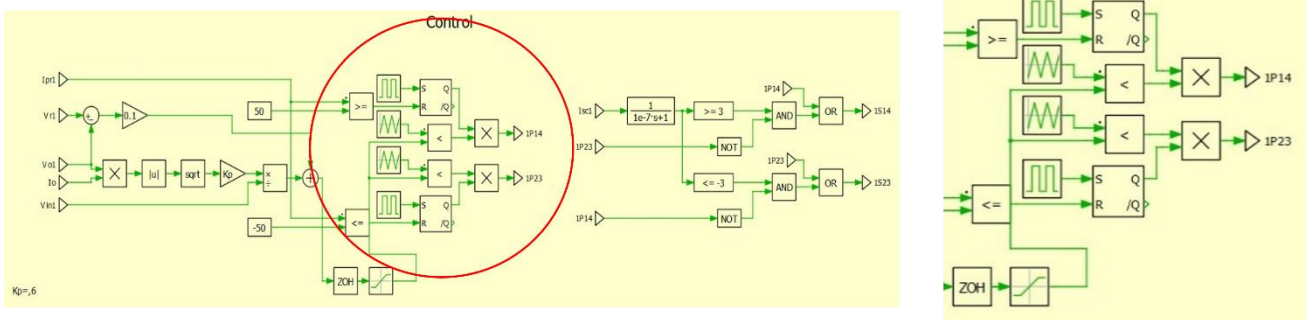 Control
Ipr1
Vr1
Vo1
Io
Vin1
+
-
0.1
50
×
|u|
sqrt
Kp
×
÷
+
-50
>=
S Q
R /Q
<
×
1P14
<
×
1P23
S Q
<=
R /Q
ZOH
Kp=,6
Isc1
1
1e-7·s+1
>= 3
1P14
AND
OR
1S14
1P23
NOT
1P23
<= -3
AND
OR
1S23
1P14
NOT
S Q
>=
R /Q
<
×
1P14
<
×
1P23
S Q
<=
R /Q
ZOH